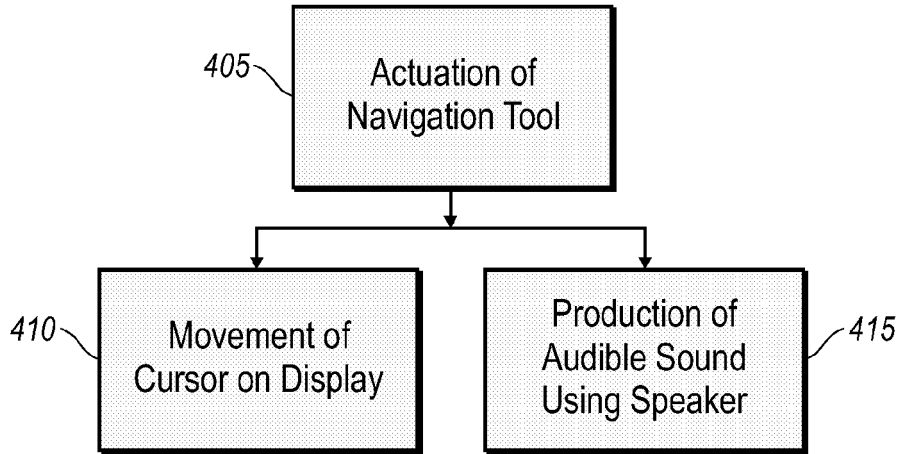 405
Actuation of
Navigation Tool
410
Movement of
Cursor on Display
Production of
Audible Sound
Using Speaker
415